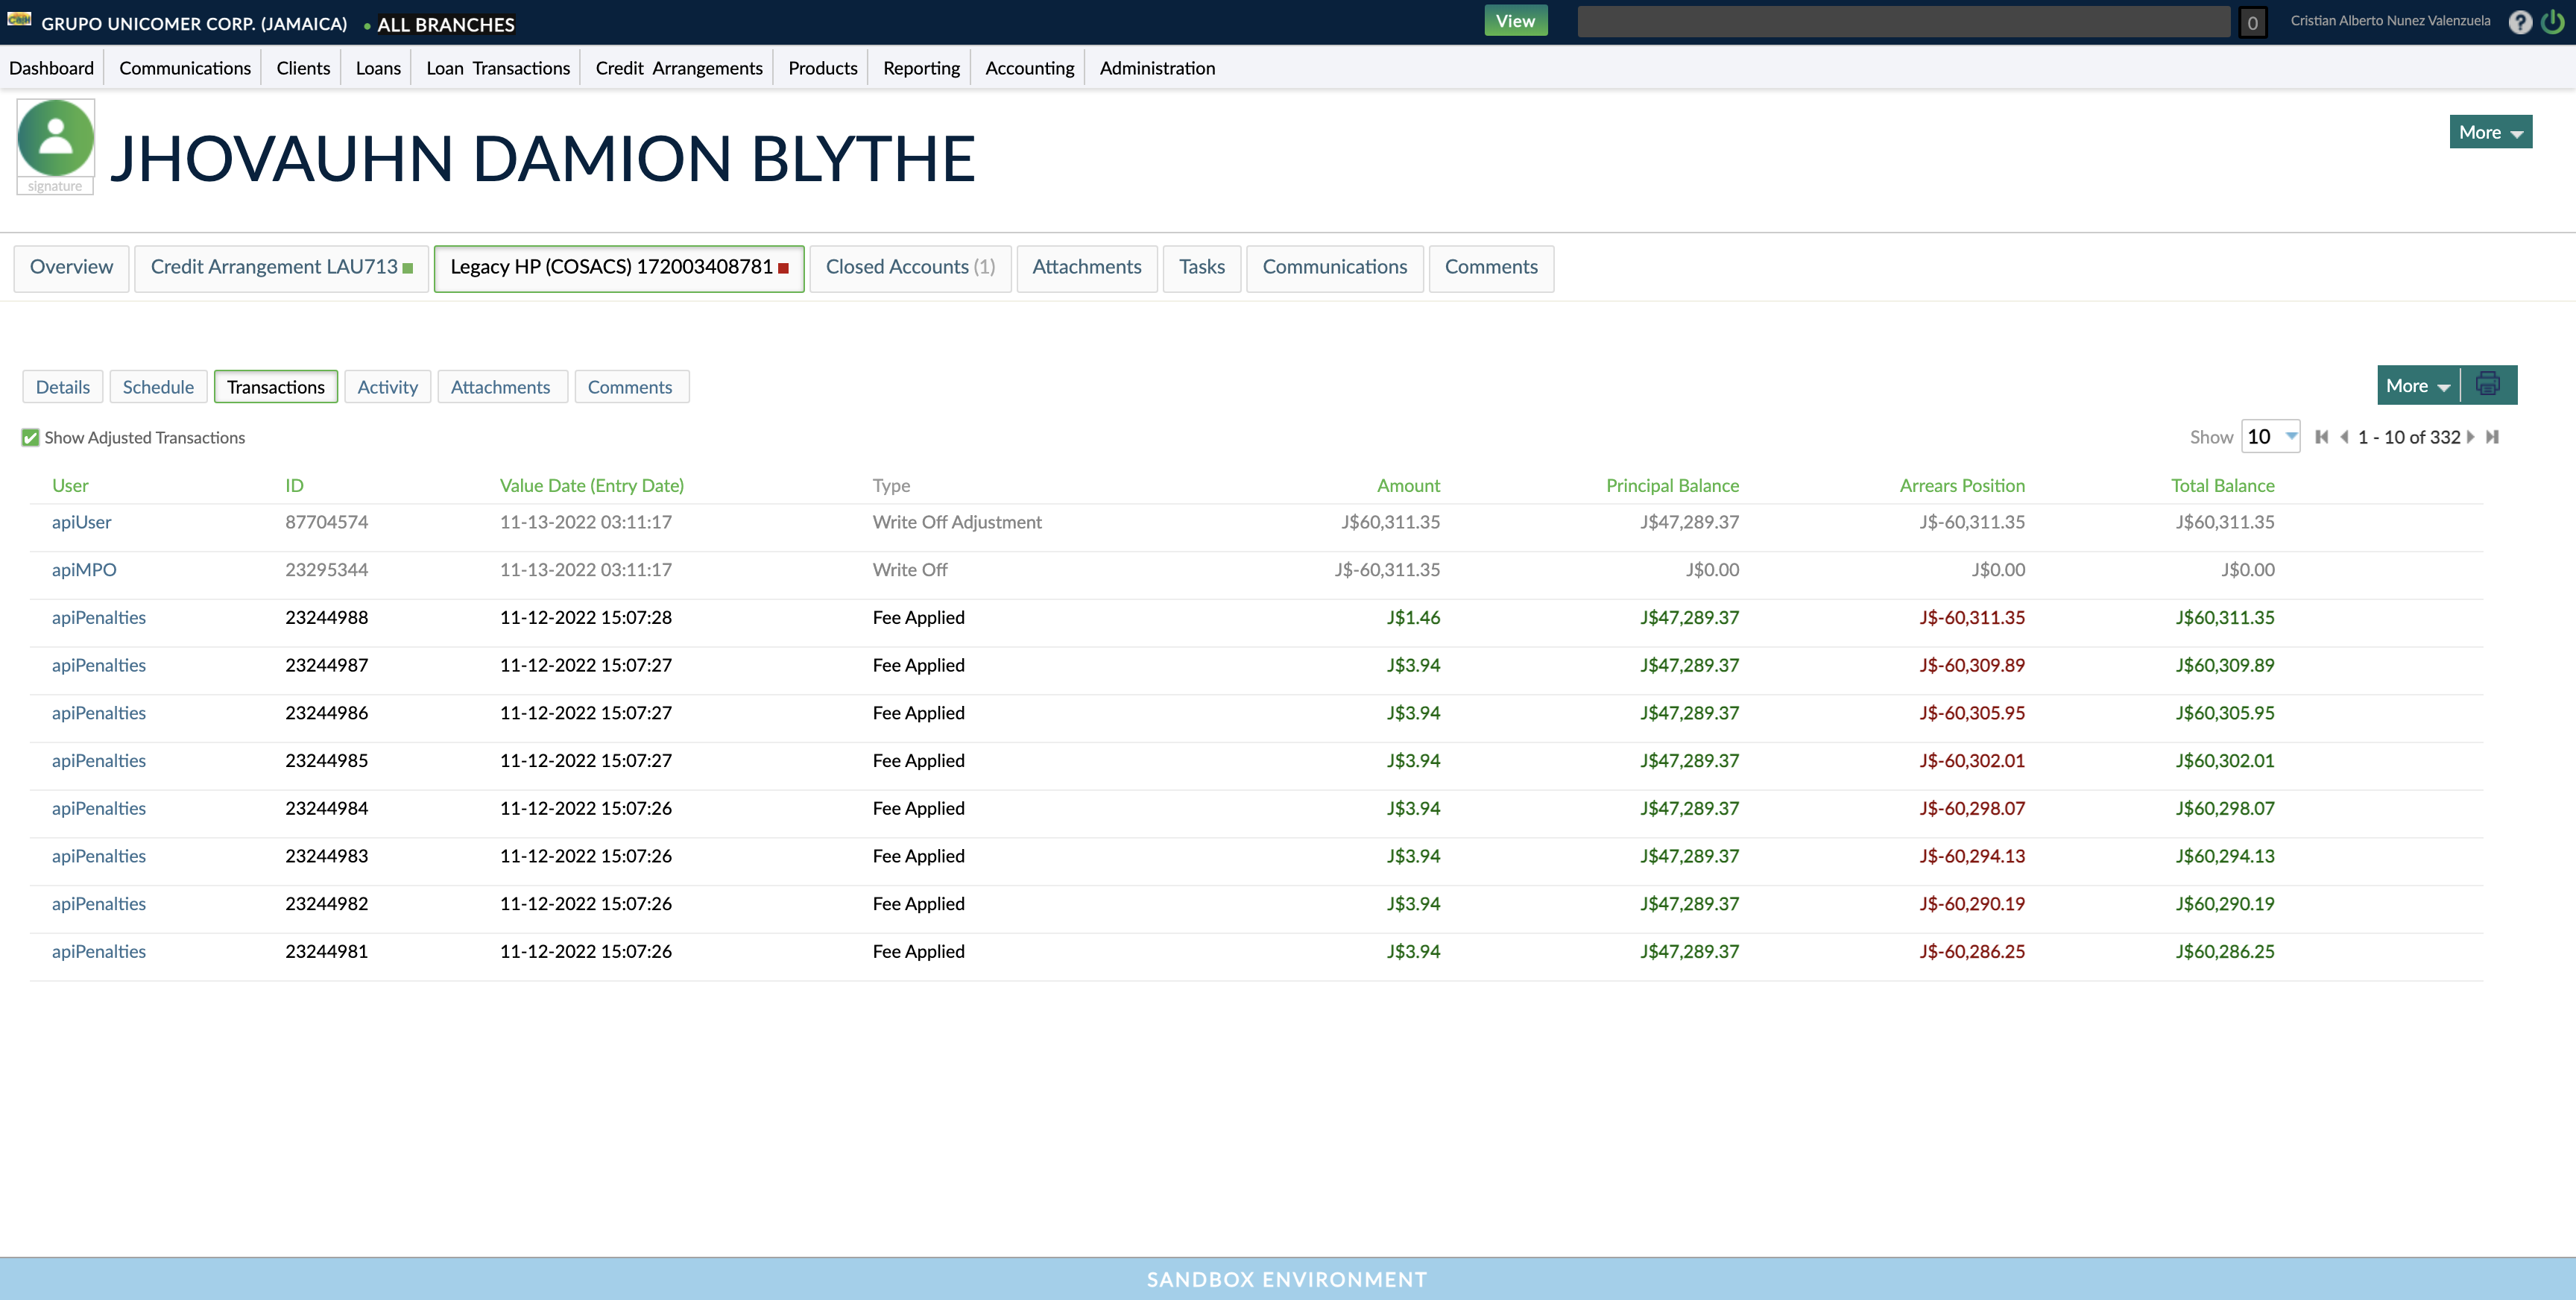 GRUPO UNICOMER CORP. (JAMAICA) • ALL BRANCHES View 0 Cristian Alberto Nunez Valenzuela ?
Dashboard Communications Clients Loans Loan Transactions Credit Arrangements Products Reporting Accounting Administration
JHOVAUHN DAMION BLYTHE
More
signature
Overview Credit Arrangement LAU713 Legacy HP (COSACS) 172003408781 Closed Accounts (1) Attachments Tasks Communications Comments
Details Schedule Transactions Activity Attachments Comments More
Show Adjusted Transactions Show 10 1 - 10 of 332
User ID Value Date (Entry Date) Type Amount Principal Balance Arrears Position Total Balance
apiUser 87704574 11-13-2022 03:11:17 Write Off Adjustment J$60,311.35 J$47,289.37 J$-60,311.35 J$60,311.35
apiMPO 23295344 11-13-2022 03:11:17 Write Off J$-60,311.35 J$0.00 J$0.00 J$0.00
apiPenalties 23244988 11-12-2022 15:07:28 Fee Applied J$1.46 J$47,289.37 J$-60,311.35 J$60,311.35
apiPenalties 23244987 11-12-2022 15:07:27 Fee Applied J$3.94 J$47,289.37 J$-60,309.89 J$60,309.89
apiPenalties 23244986 11-12-2022 15:07:27 Fee Applied J$3.94 J$47,289.37 J$-60,305.95 J$60,305.95
apiPenalties 23244985 11-12-2022 15:07:27 Fee Applied J$3.94 J$47,289.37 J$-60,302.01 J$60,302.01
apiPenalties 23244984 11-12-2022 15:07:26 Fee Applied J$3.94 J$47,289.37 J$-60,298.07 J$60,298.07
apiPenalties 23244983 11-12-2022 15:07:26 Fee Applied J$3.94 J$47,289.37 J$-60,294.13 J$60,294.13
apiPenalties 23244982 11-12-2022 15:07:26 Fee Applied J$3.94 J$47,289.37 J$-60,290.19 J$60,290.19
apiPenalties 23244981 11-12-2022 15:07:26 Fee Applied J$3.94 J$47,289.37 J$-60,286.25 J$60,286.25
SANDBOX ENVIRONMENT